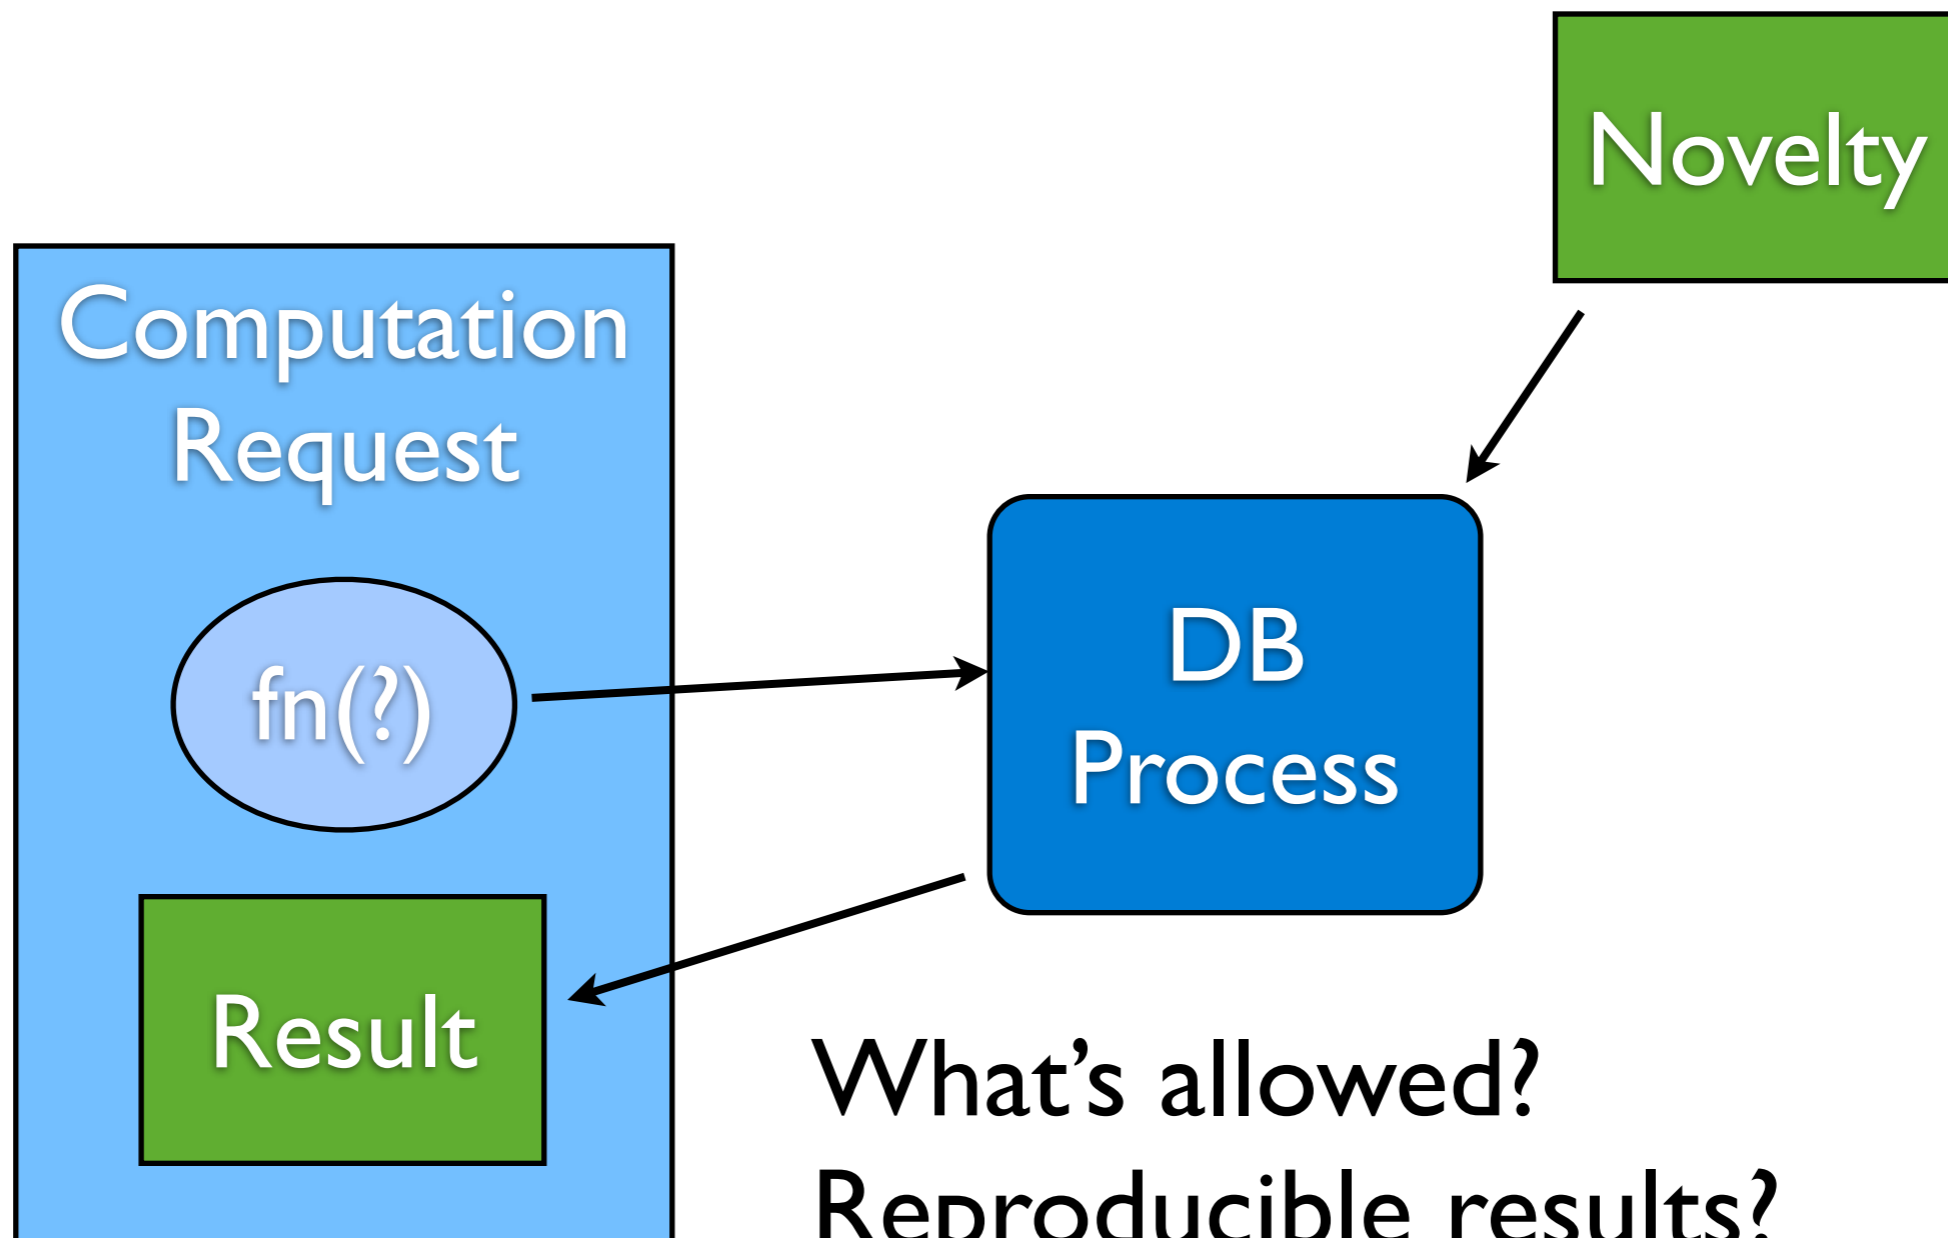 Novelty
Computation
Request
fn(?)
DB
Process
Result
What’s allowed?
Reproducible results?